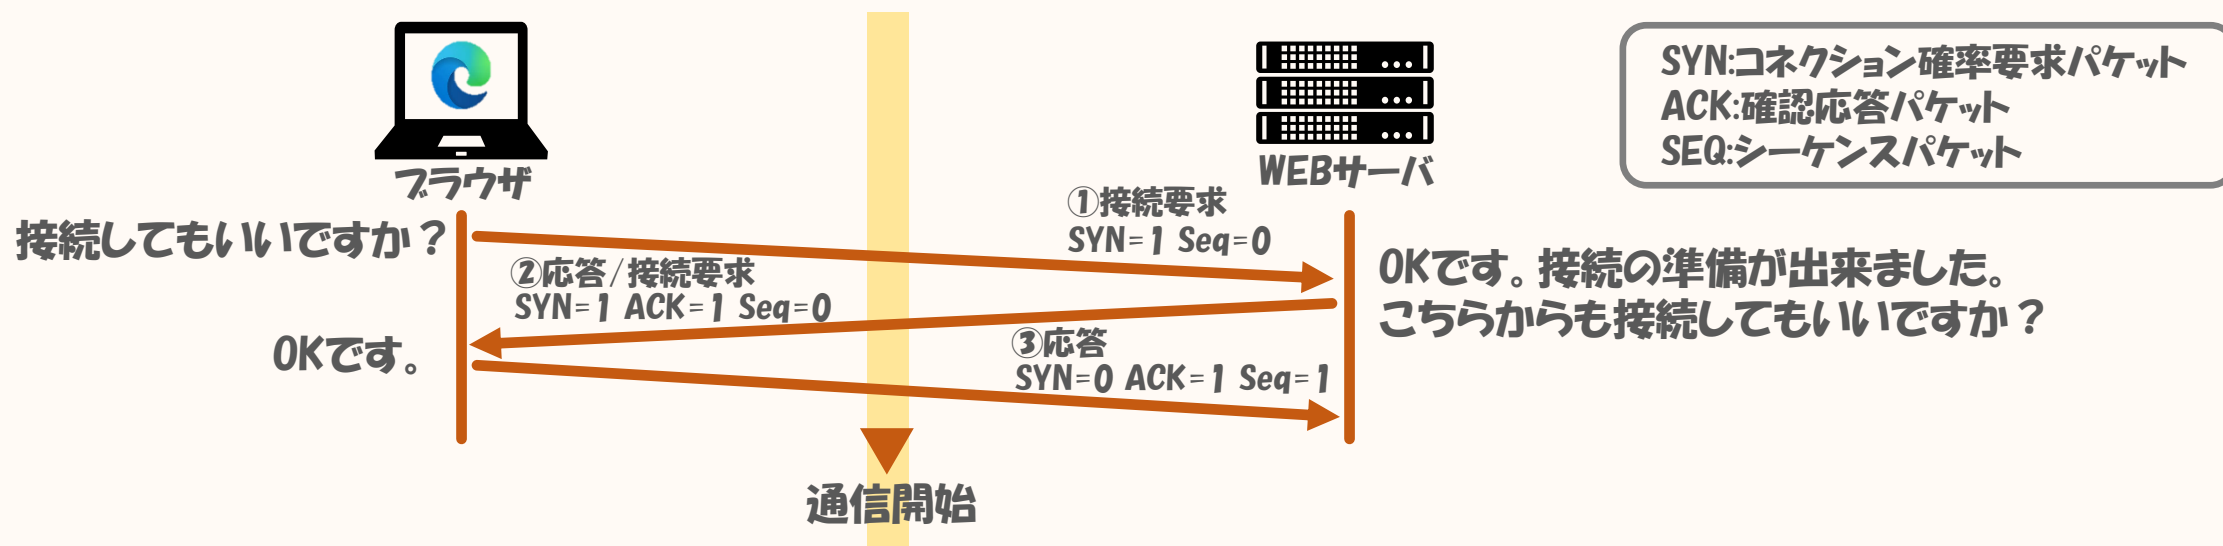 SYN:コネクション確率要求パケット
ACK:確認応答パケット
SEQ:シーケンスパケット
ブラウザ
WEBサーバ
①接続要求
SYN=1 Seq=0
接続してもいいですか？
②応答/接続要求
SYN=1 ACK=1 Seq=0
OKです。接続の準備が出来ました。
こちらからも接続してもいいですか？
OKです。
③応答
SYN=0 ACK=1 Seq=1
通信開始